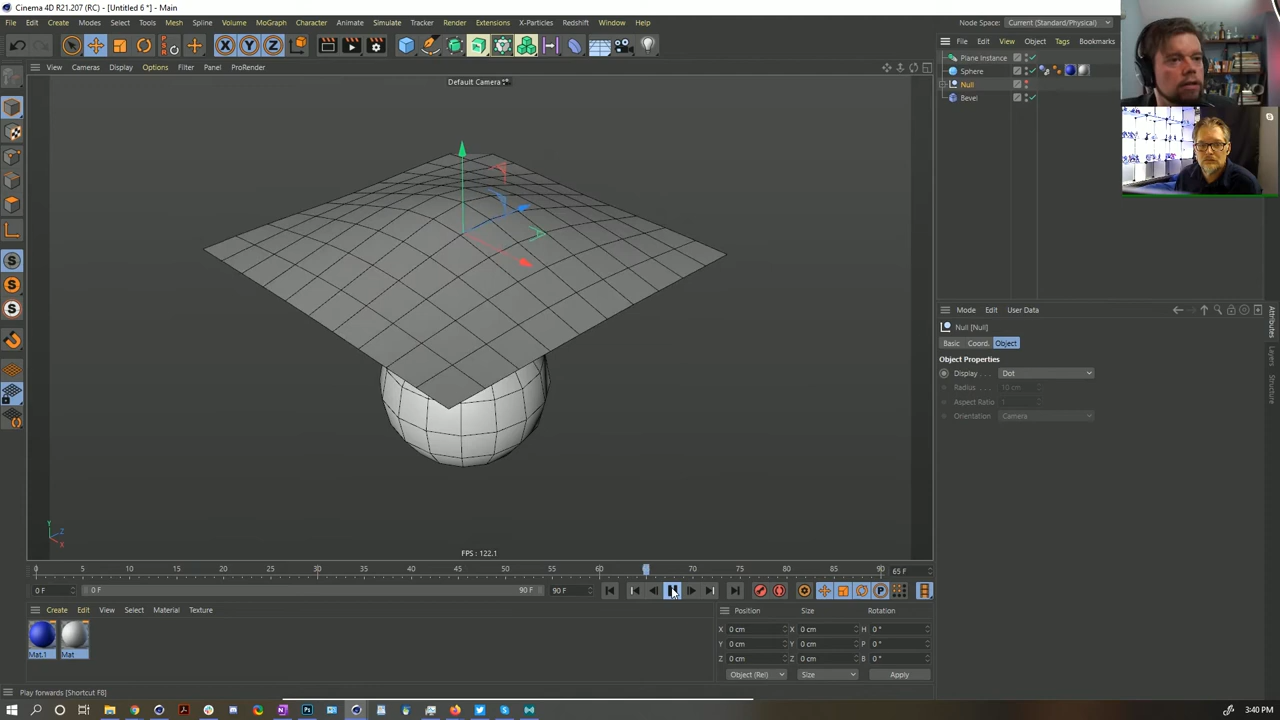 Cinema 4D R21.207 (RC) - [Untitled 6 *] - Main
File Edit Create Modes Select Tools Mesh Spline Volume MoGraph Character Animate Simulate Tracker Render Extensions X-Particles Redshift Window Help
Node Space: Current (Standard/Physical)
File Edit View Object Tags Bookmarks
View Cameras Display Options Filter Panel ProRender
Default Camera
Plane Instance
Sphere
Null
Bevel
Mode Edit User Data
Null [Null]
Basic Coord. Object
Object Properties
Display . . . Dot
Radius . . . 10 cm
Aspect Ratio 1
Orientation Camera
Attributes
Layers
Structure
Y
Z
X
FPS : 122.1
0 5 10 15 20 25 30 35 40 45 50 55 60 65 70 75 80 85 90
65 F
0 F 0 F 90 F 90 F
Create Edit View Select Material Texture
Mat.1 Mat
Position Size Rotation
X 0 cm X 0 cm H 0 °
Y 0 cm Y 0 cm P 0 °
Z 0 cm Z 0 cm B 0 °
Object (Rel) Size Apply
Play forwards [Shortcut F8]
3:40 PM